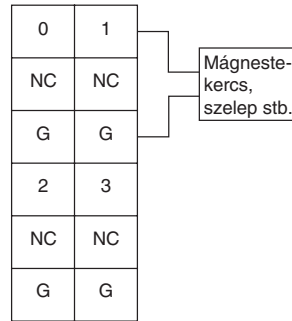 0 1
NC NC
G G
2 3
NC NC
G G
Mágneste-
kercs,
szelep stb.